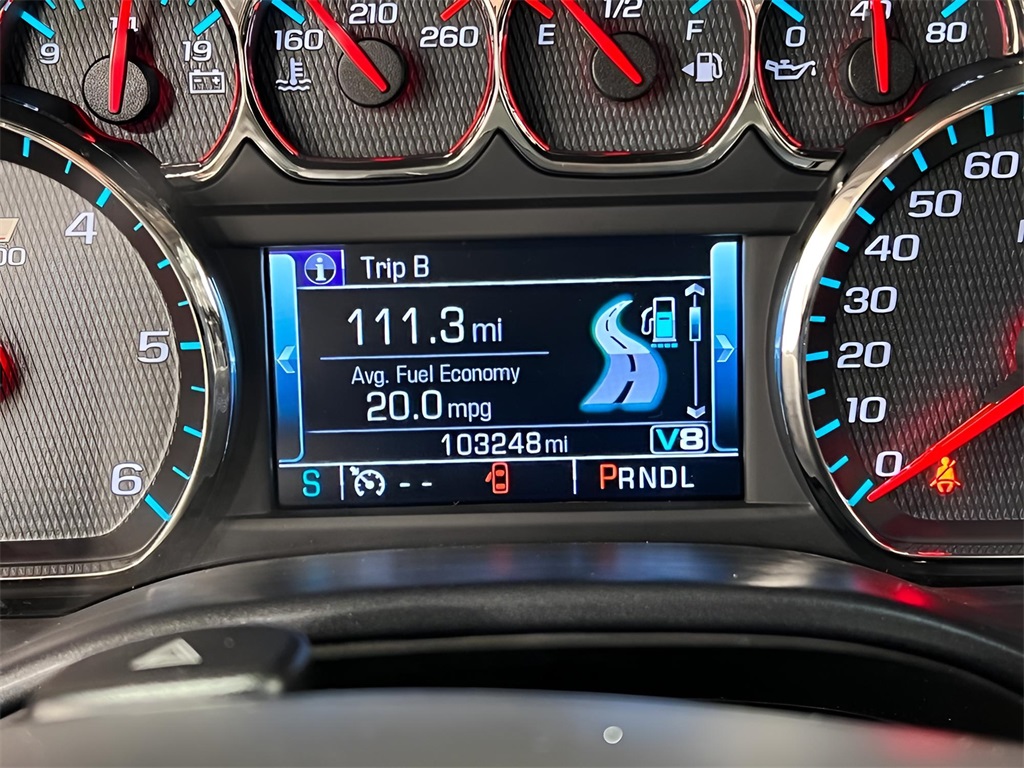 9 14 19
160 210 260
E 1/2 F
0 40 80
4
5
6
60
50
40
30
20
10
0
i Trip B
111.3 mi
Avg. Fuel Economy
20.0 mpg
103248 mi V8
S -- PRNDL